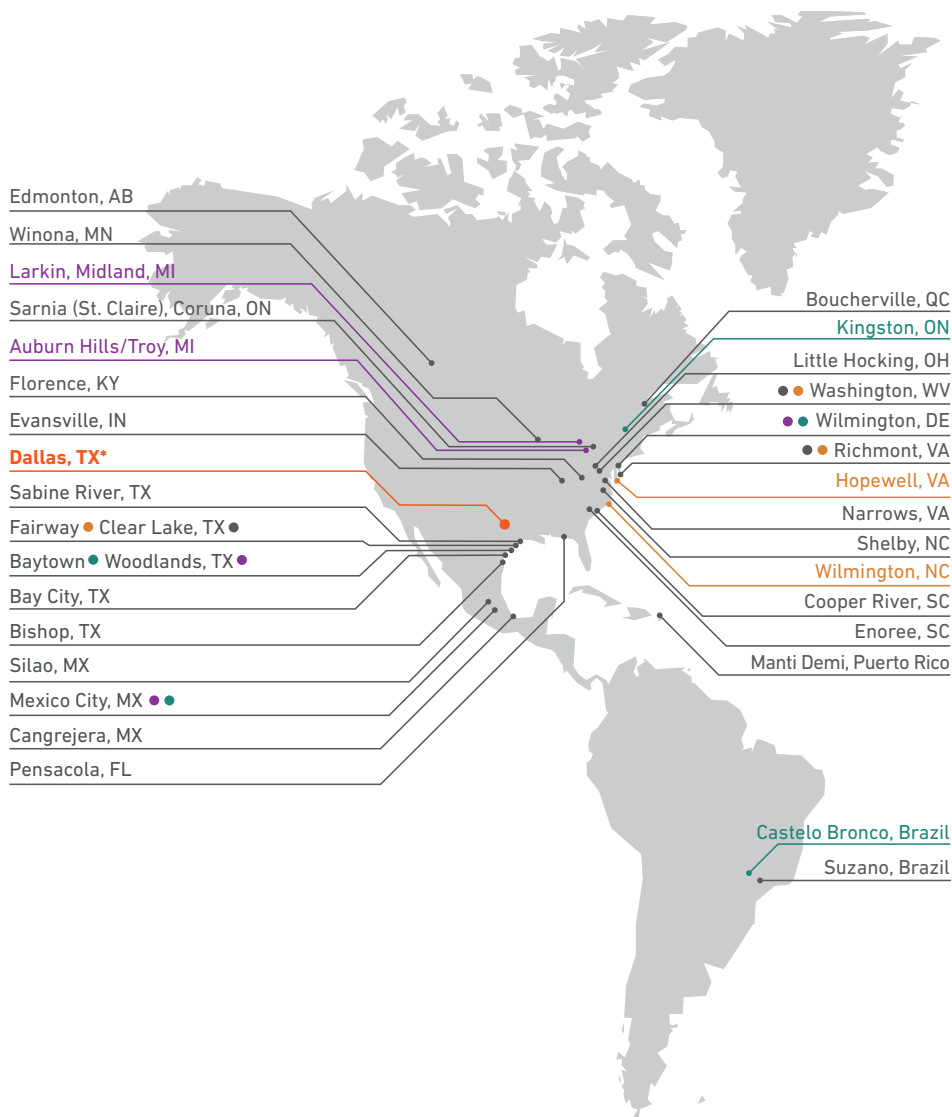 Edmonton, AB
Winona, MN
Larkin, Midland, MI
Sarnia (St. Claire), Coruna, ON
Auburn Hills/Troy, MI
Florence, KY
Evansville, IN
Dallas, TX*
Sabine River, TX
Fairway Clear Lake, TX
Baytown Woodlands, TX
Bay City, TX
Bishop, TX
Silao, MX
Mexico City, MX
Cangrejera, MX
Pensacola, FL
Boucherville, QC
Kingston, ON
Little Hocking, OH
Washington, WV
Wilmington, DE
Richmont, VA
Hopewell, VA
Narrows, VA
Shelby, NC
Wilmington, NC
Cooper River, SC
Enoree, SC
Manti Demi, Puerto Rico
Castelo Bronco, Brazil
Suzano, Brazil